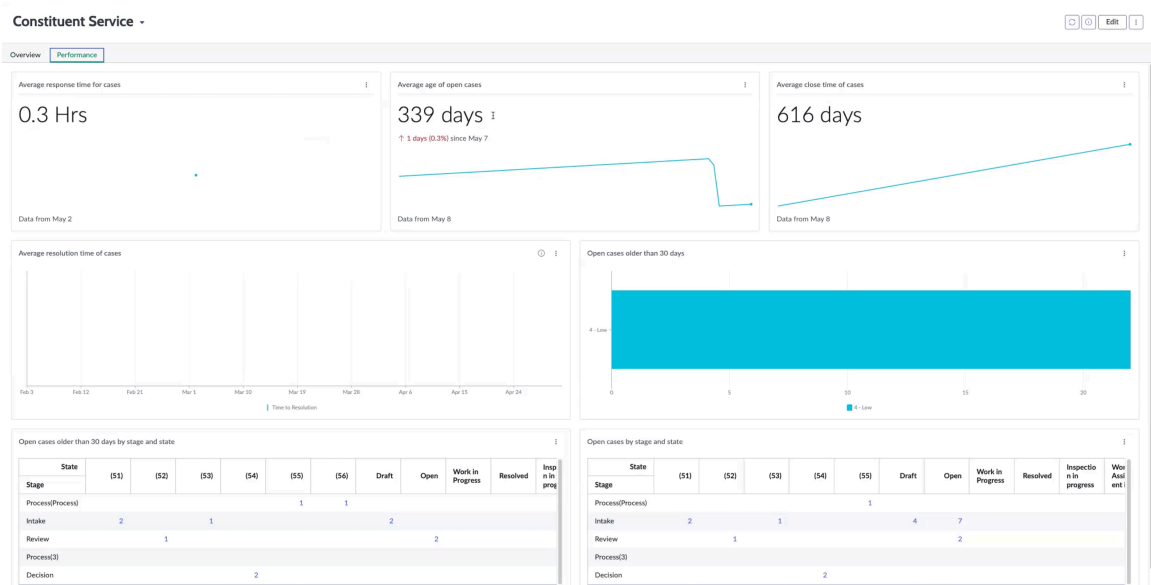 Constituent Service
Edit
Overview Performance
Average response time for cases
0.3 Hrs
Data from May 2
Average age of open cases
339 days
↑ 1 days (0.3%) since May 7
Data from May 8
Average close time of cases
616 days
Data from May 8
Average resolution time of cases
Feb 3 Feb 12 Feb 21 Mar 1 Mar 10 Mar 19 Mar 28 Apr 6 Apr 15 Apr 24
Time to Resolution
Open cases older than 30 days
4 - Low
0 5 10 15 20
4 - Low
Open cases older than 30 days by stage and state
State
Stage
(51) (52) (53) (54) (55) (56) Draft Open Work in Progress Resolved Insp n in prog
Process(Process) 1 1
Intake 2 1 2
Review 1 2
Process(3)
Decision 2
Open cases by stage and state
State
Stage
(51) (52) (53) (54) (55) Draft Open Work in Progress Resolved Inspectio n in progress Wor Assi ent i
Process(Process) 1
Intake 2 1 4 7
Review 1 2
Process(3)
Decision 2